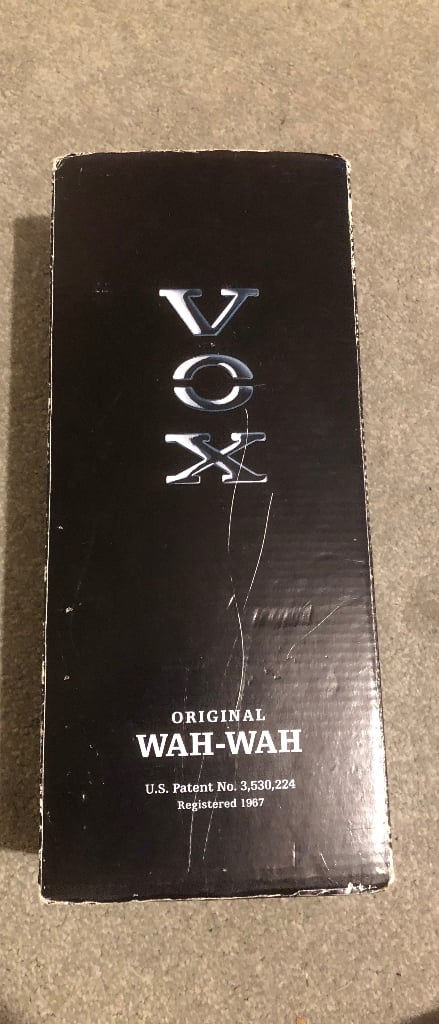 VOX
ORIGINAL
WAH-WAH
U.S. Patent No. 3,530,224
Registered 1967